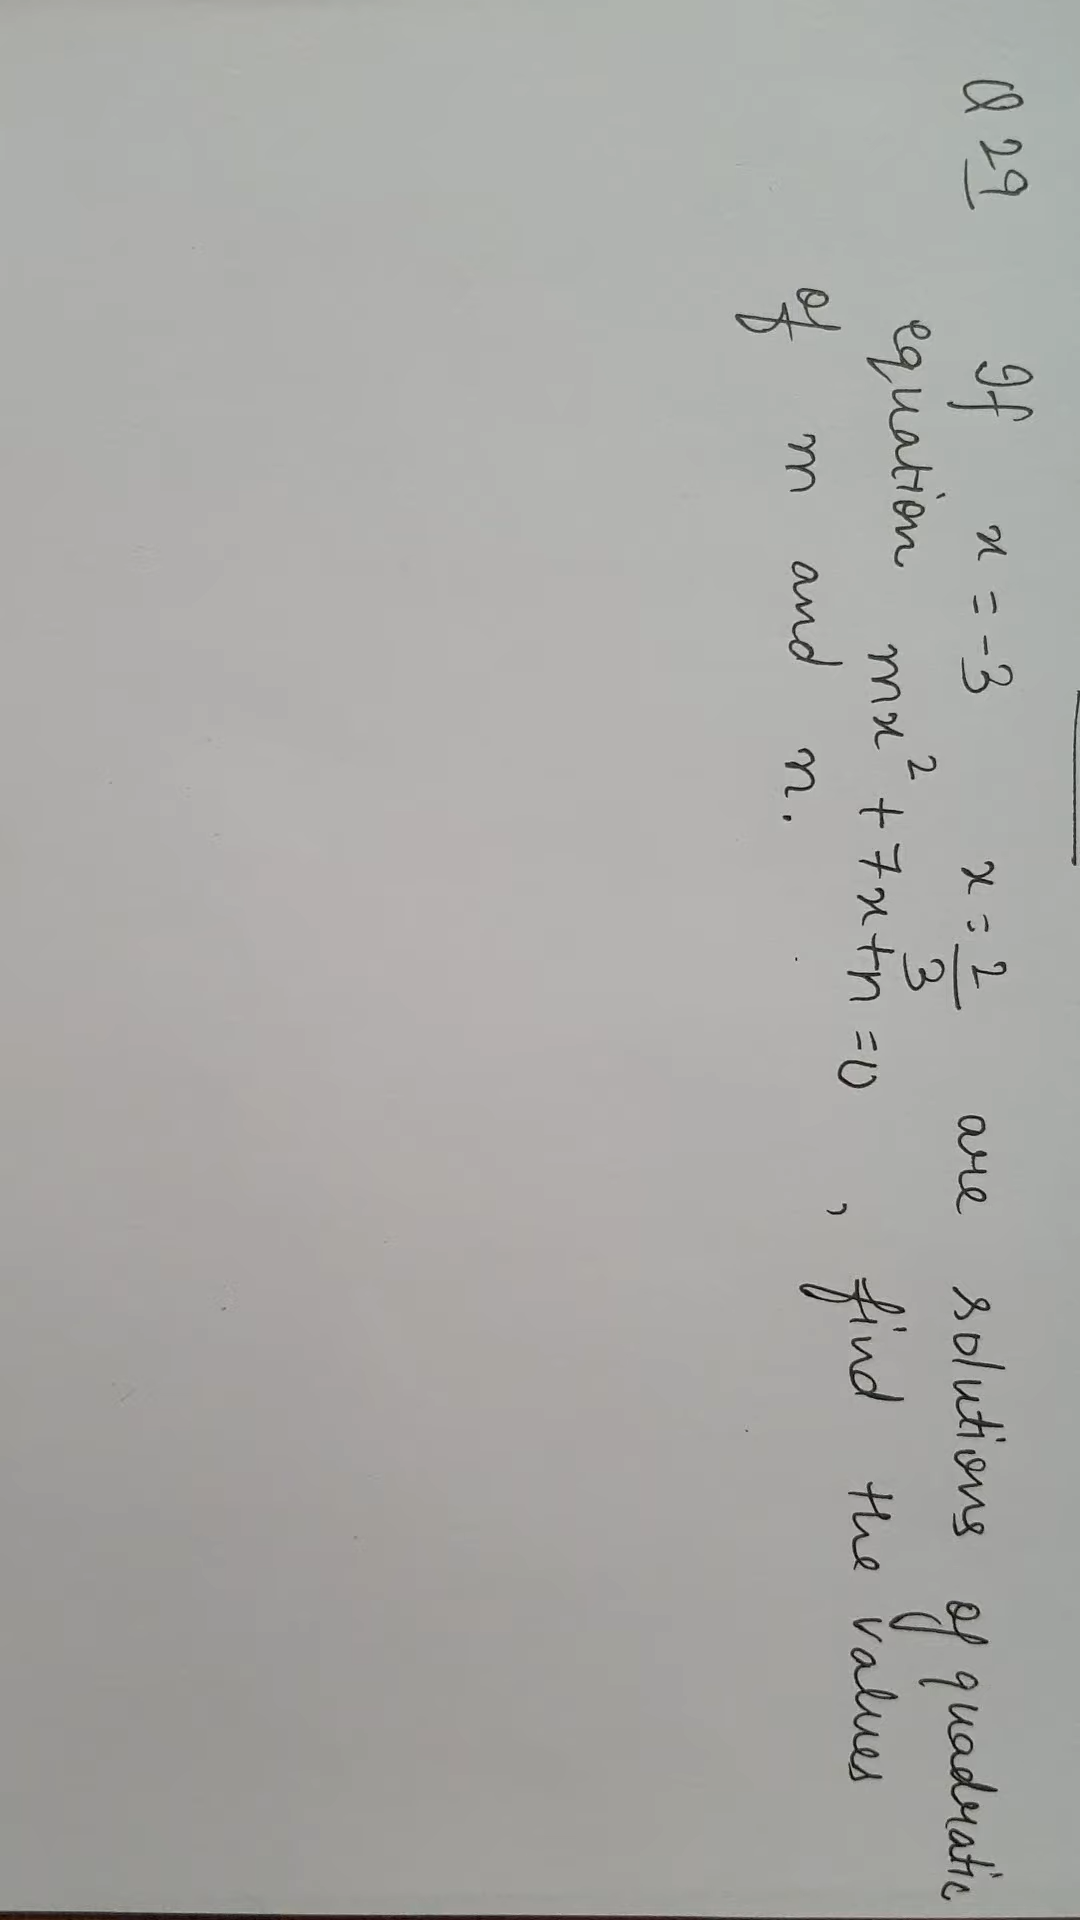 Q 29 If x = -3 x = 2/3 are solutions of quadratic
equation mx² + 7x + n = 0 , find the values
of m and n.